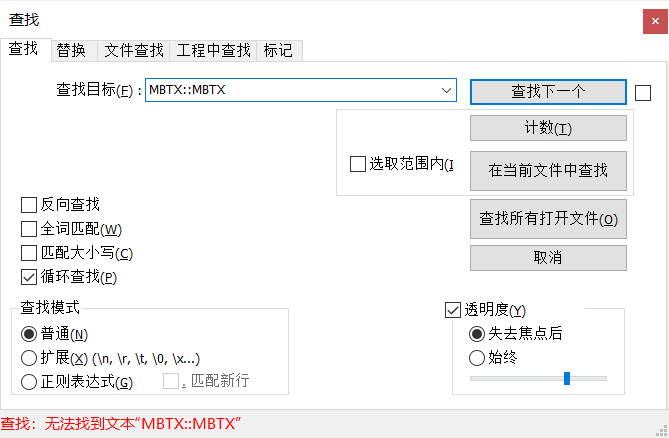 查找
查找 替换 文件查找 工程中查找 标记
查找目标(F) : MBTX::MBTX 查找下一个
计数(T)
选取范围内(I
在当前文件中查找
反向查找
查找所有打开文件(O)
全词匹配(W)
匹配大小写(C)
取消
循环查找(P)
查找模式
透明度(Y)
普通(N)
失去焦点后
扩展(X) (\n, \r, \t, \0, \x...)
始终
正则表达式(G) . 匹配新行
查找: 无法找到文本“MBTX::MBTX”